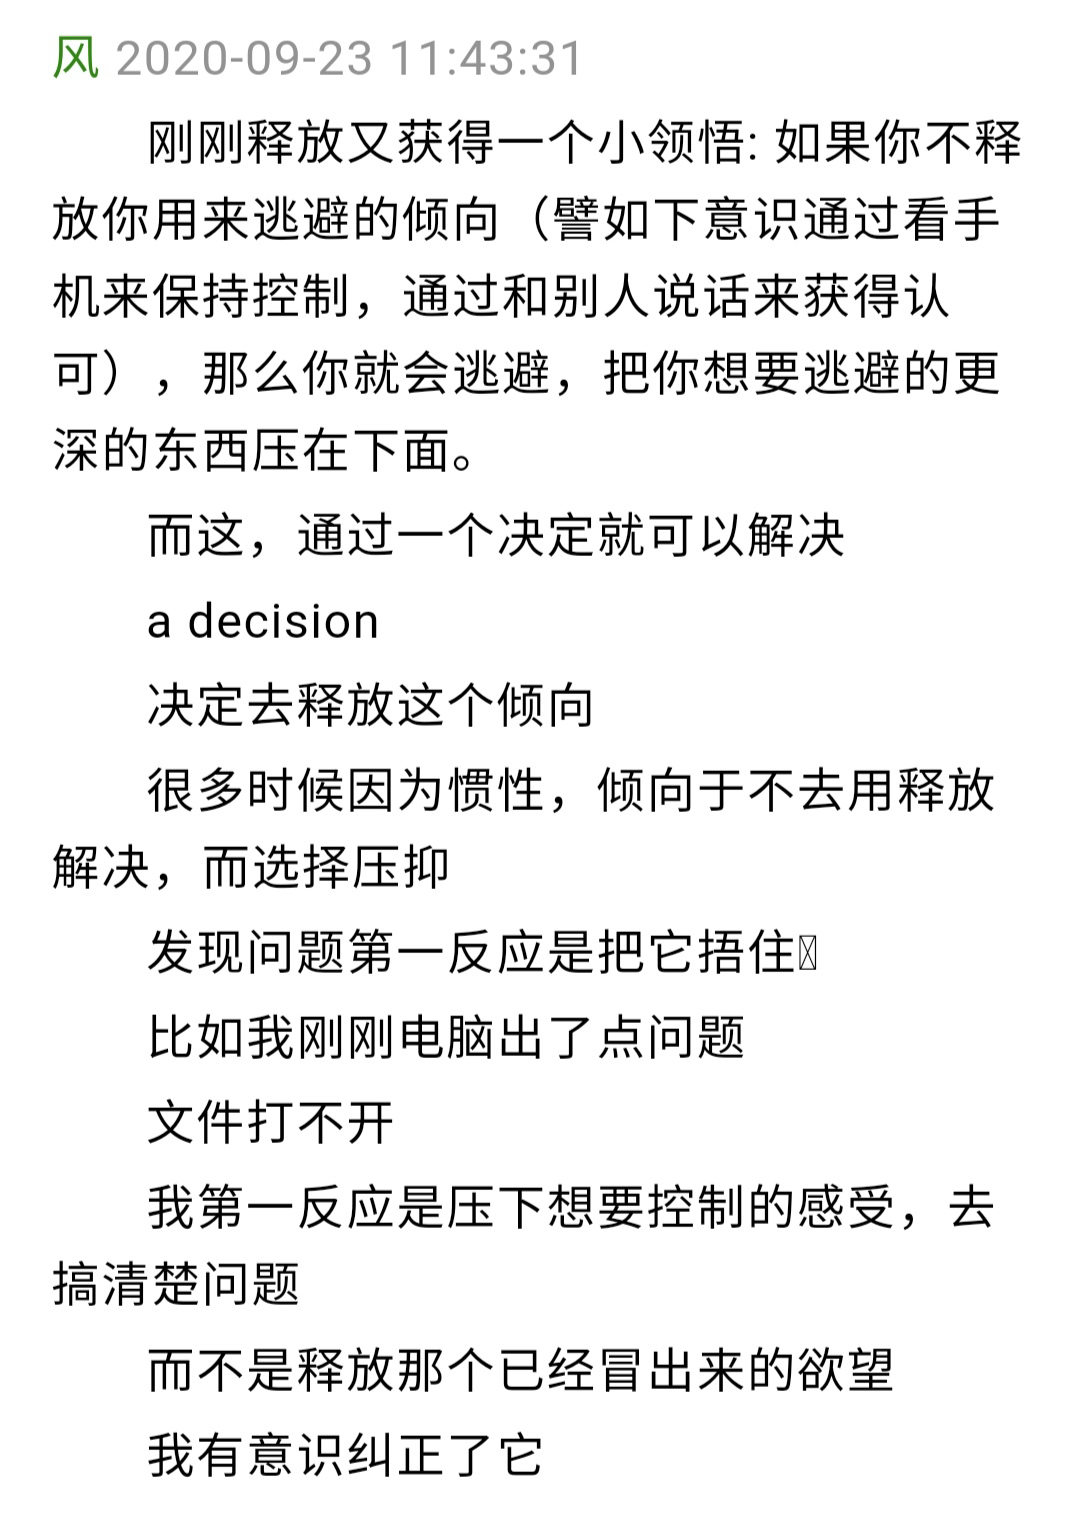 风 2020-09-23 11:43:31
刚刚释放又获得一个小领悟: 如果你不释
放你用来逃避的倾向（譬如下意识通过看手
机来保持控制，通过和别人说话来获得认
可），那么你就会逃避，把你想要逃避的更
深的东西压在下面。
而这，通过一个决定就可以解决
a decision
决定去释放这个倾向
很多时候因为惯性，倾向于不去用释放
解决，而选择压抑
发现问题第一反应是把它捂住
比如我刚刚电脑出了点问题
文件打不开
我第一反应是压下想要控制的感受，去
搞清楚问题
而不是释放那个已经冒出来的欲望
我有意识纠正了它